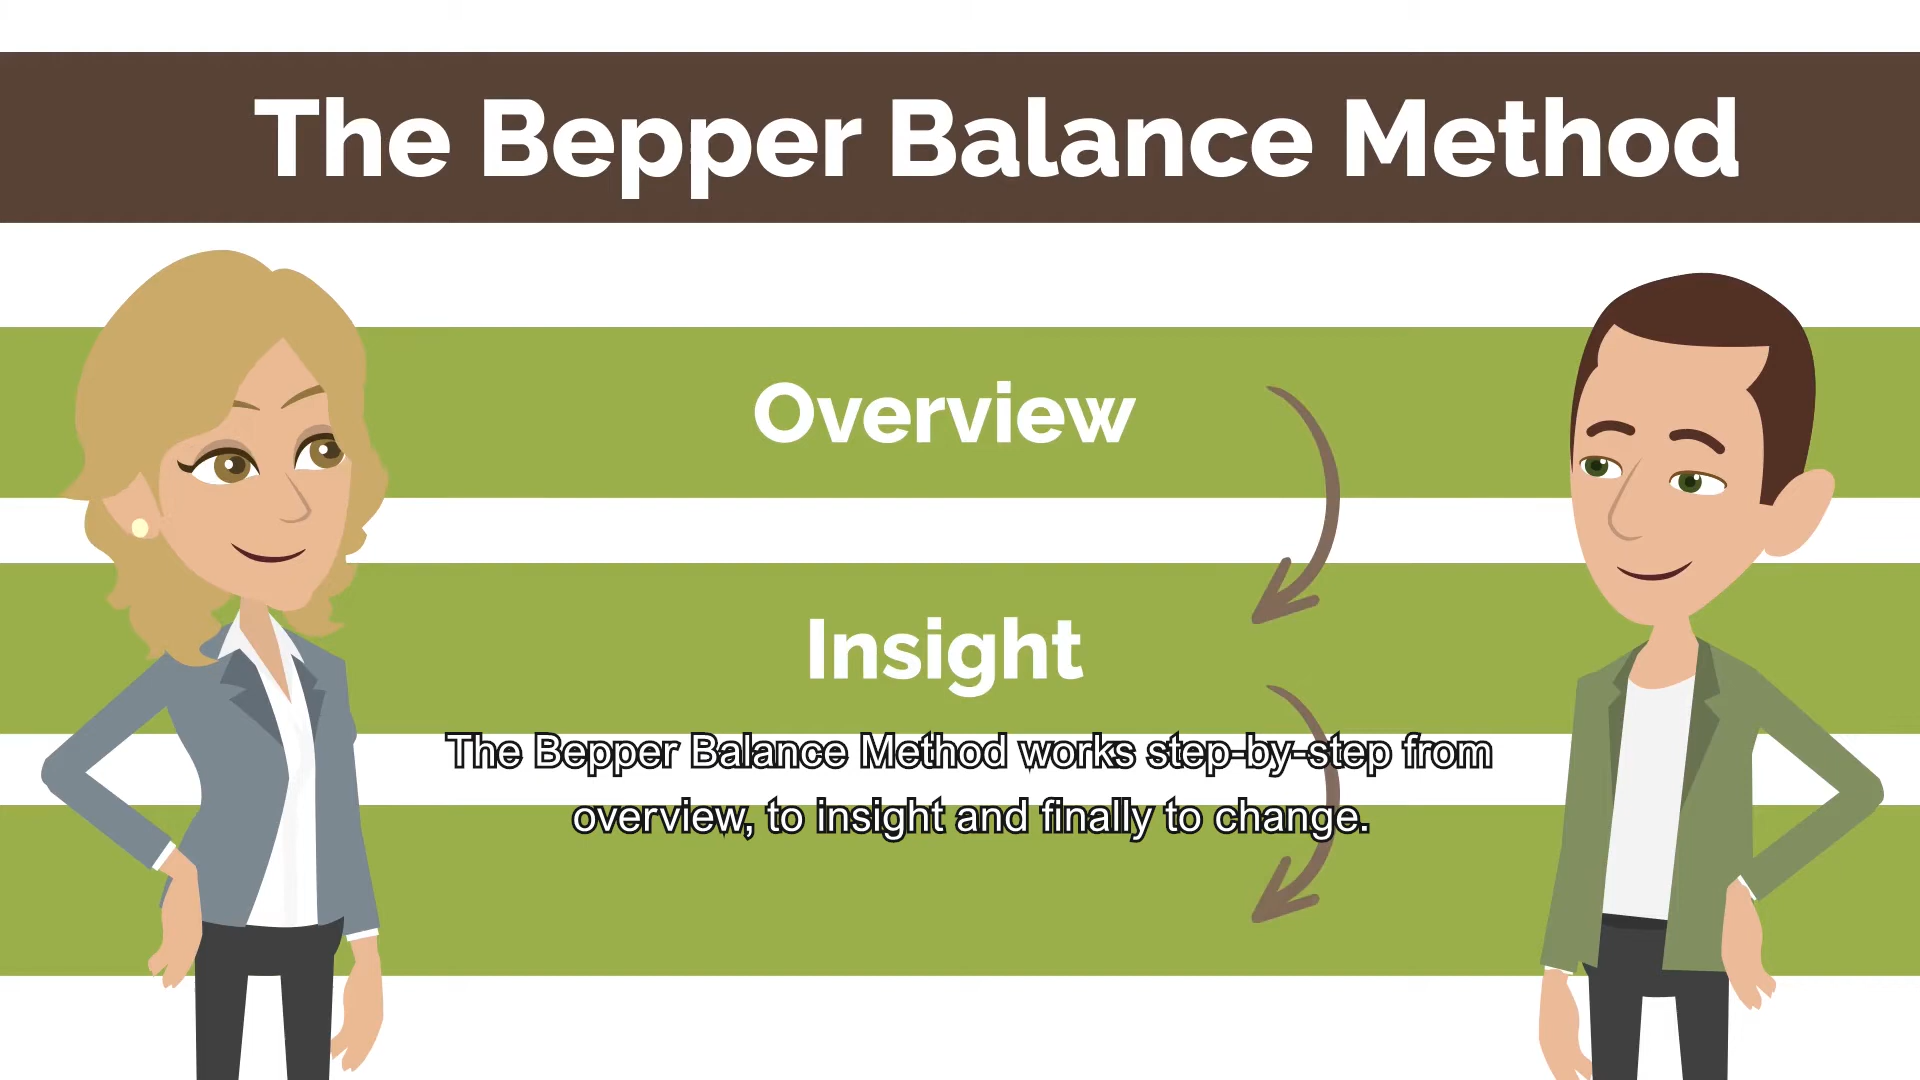 The Bepper Balance Method
Overview
Insight
The Bepper Balance Method works step-by-step from
overview, to insight and finally to change.